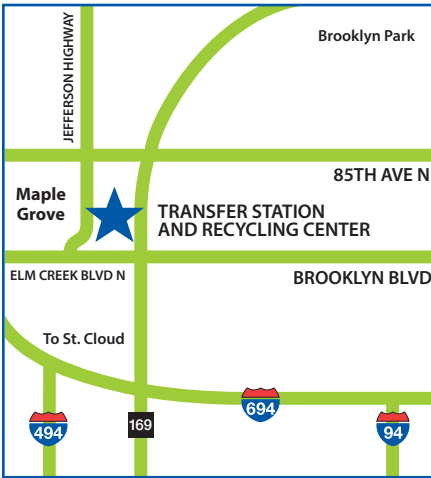 Brooklyn Park
JEFFERSON HIGHWAY
85TH AVE N
Maple
Grove
TRANSFER STATION
AND RECYCLING CENTER
ELM CREEK BLVD N
BROOKLYN BLVD
To St. Cloud
694
494
169
94